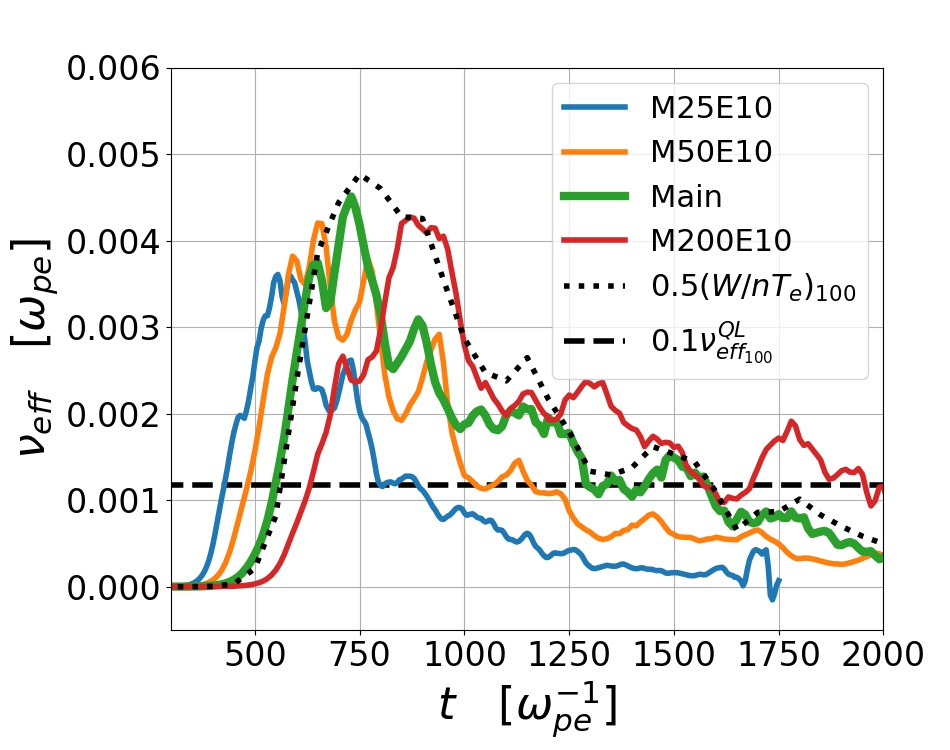 0.006
0.005
0.004
0.003
0.002
0.001
0.000
ν_eff [ω_pe]
M25E10
M50E10
Main
M200E10
0.5(W/nT_e)_100
0.1ν^QL_eff_100
500 750 1000 1250 1500 1750 2000
t [ω_pe^−1]